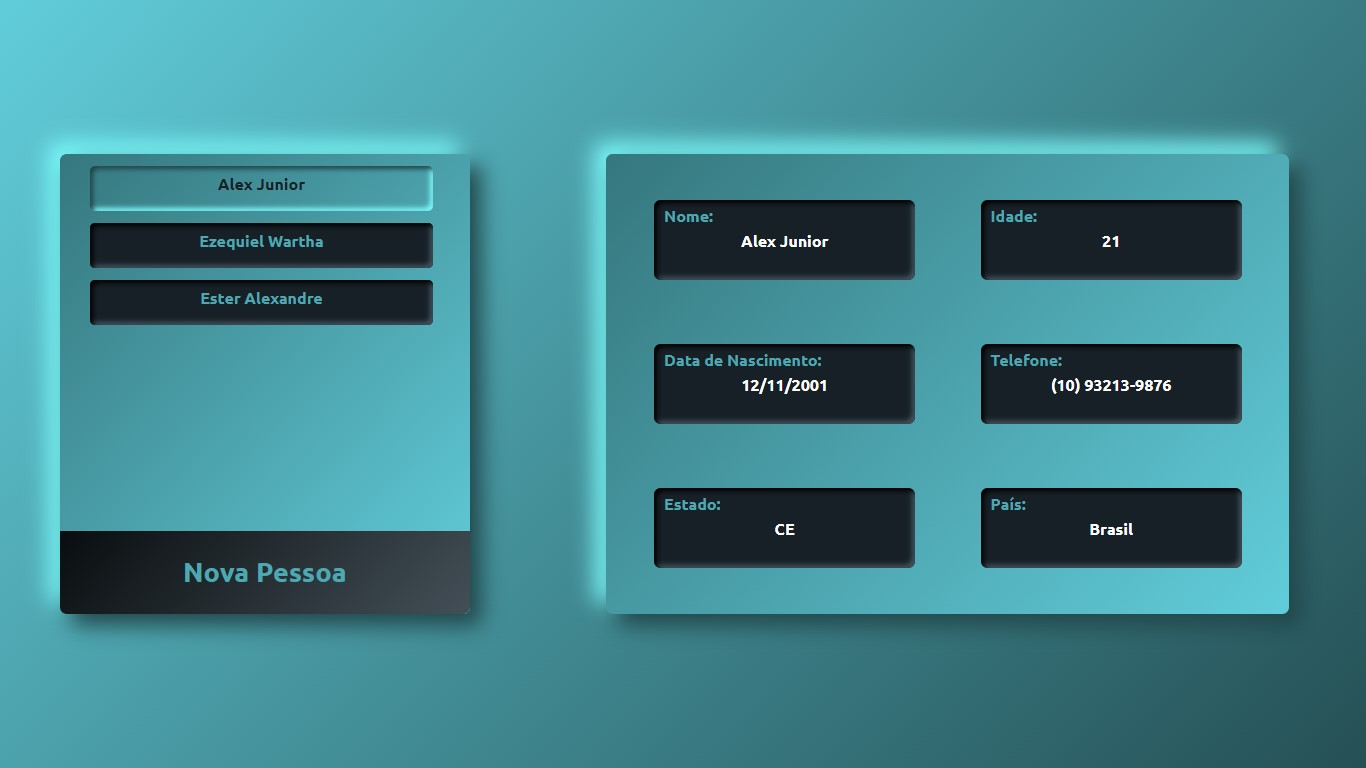 Alex Junior
Ezequiel Wartha
Ester Alexandre
Nova Pessoa
Nome:
Alex Junior
Idade:
21
Data de Nascimento:
12/11/2001
Telefone:
(10) 93213-9876
Estado:
CE
País:
Brasil